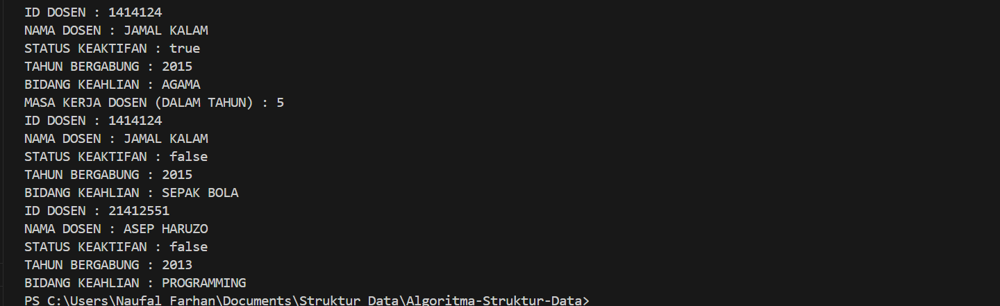 ID DOSEN : 1414124
NAMA DOSEN : JAMAL KALAM
STATUS KEAKTIFAN : true
TAHUN BERGABUNG : 2015
BIDANG KEAHLIAN : AGAMA
MASA KERJA DOSEN (DALAM TAHUN) : 5
ID DOSEN : 1414124
NAMA DOSEN : JAMAL KALAM
STATUS KEAKTIFAN : false
TAHUN BERGABUNG : 2015
BIDANG KEAHLIAN : SEPAK BOLA
ID DOSEN : 21412551
NAMA DOSEN : ASEP HARUZO
STATUS KEAKTIFAN : false
TAHUN BERGABUNG : 2013
BIDANG KEAHLIAN : PROGRAMMING
PS C:\Users\Naufal Farhan\Documents\Struktur Data\Algoritma-Struktur-Data>